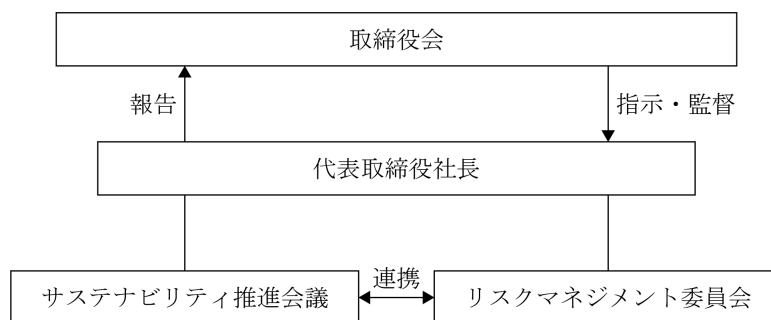 取締役会
報告
指示・監督
代表取締役社長
連携
サステナビリティ推進会議
リスクマネジメント委員会